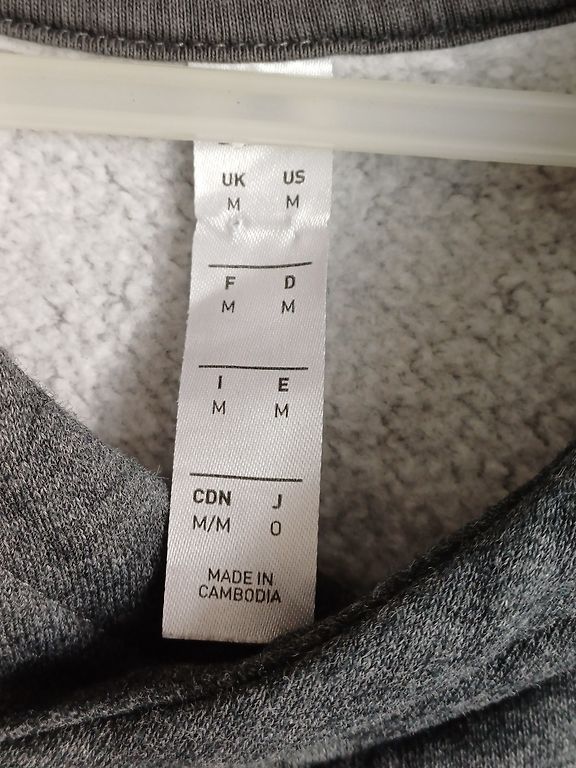 UK US
M M
F D
M M
I E
M M
CDN J
M/M O
MADE IN
CAMBODIA